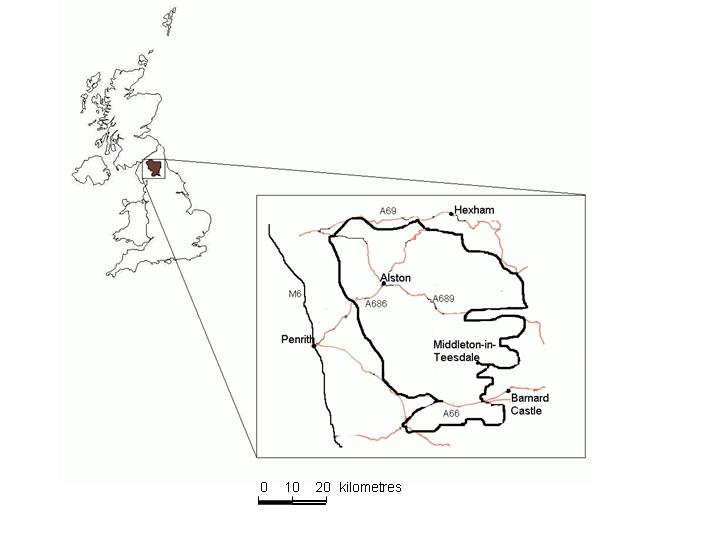 A69
Hexham
Alston
M6
A686
A689
Penrith
Middleton-in-
Teesdale
Barnard
Castle
A66
0 10 20 kilometres